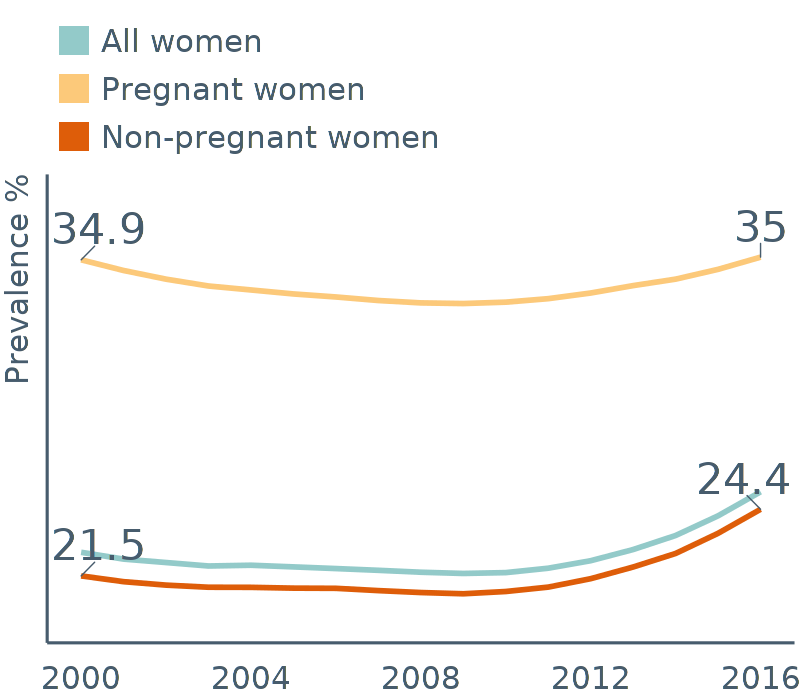 All women
Pregnant women
Non-pregnant women
Prevalence %
34.9
35
24.4
21.5
2000 2004 2008 2012 2016